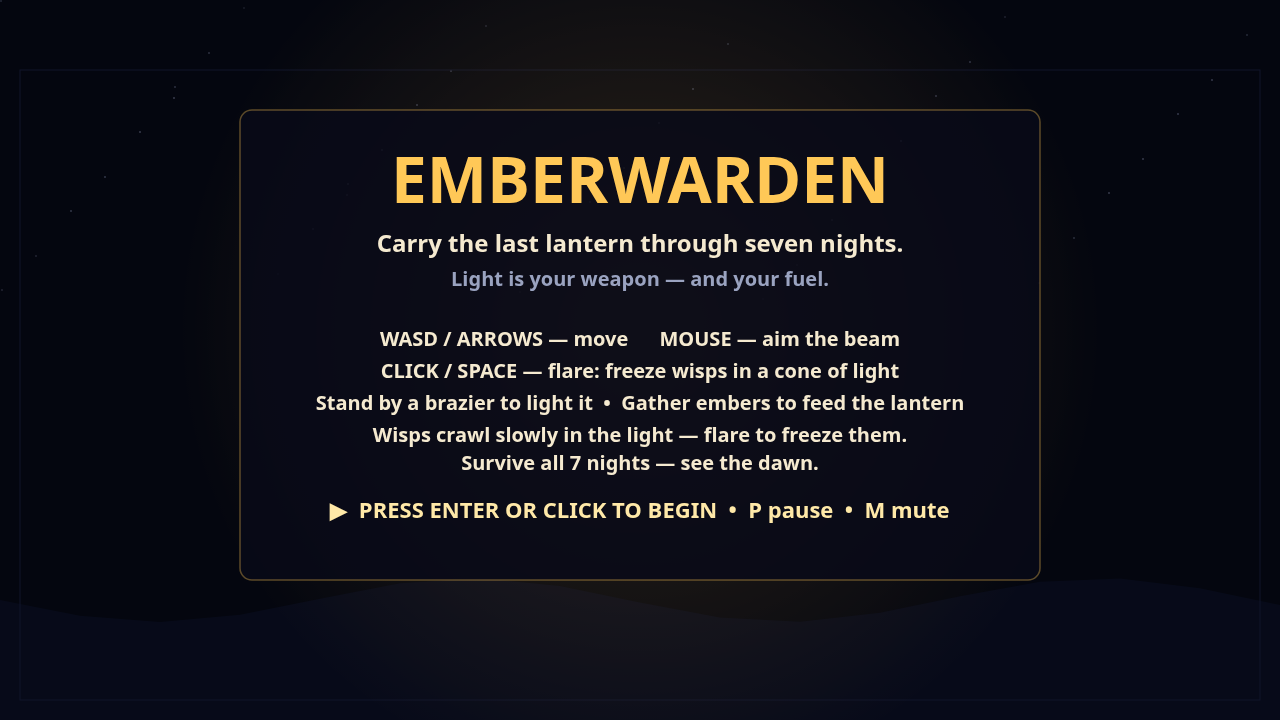 EMBERWARDEN
Carry the last lantern through seven nights.
Light is your weapon — and your fuel.
WASD / ARROWS — move MOUSE — aim the beam
CLICK / SPACE — flare: freeze wisps in a cone of light
Stand by a brazier to light it • Gather embers to feed the lantern
Wisps crawl slowly in the light — flare to freeze them.
Survive all 7 nights — see the dawn.
▶ PRESS ENTER OR CLICK TO BEGIN • P pause • M mute